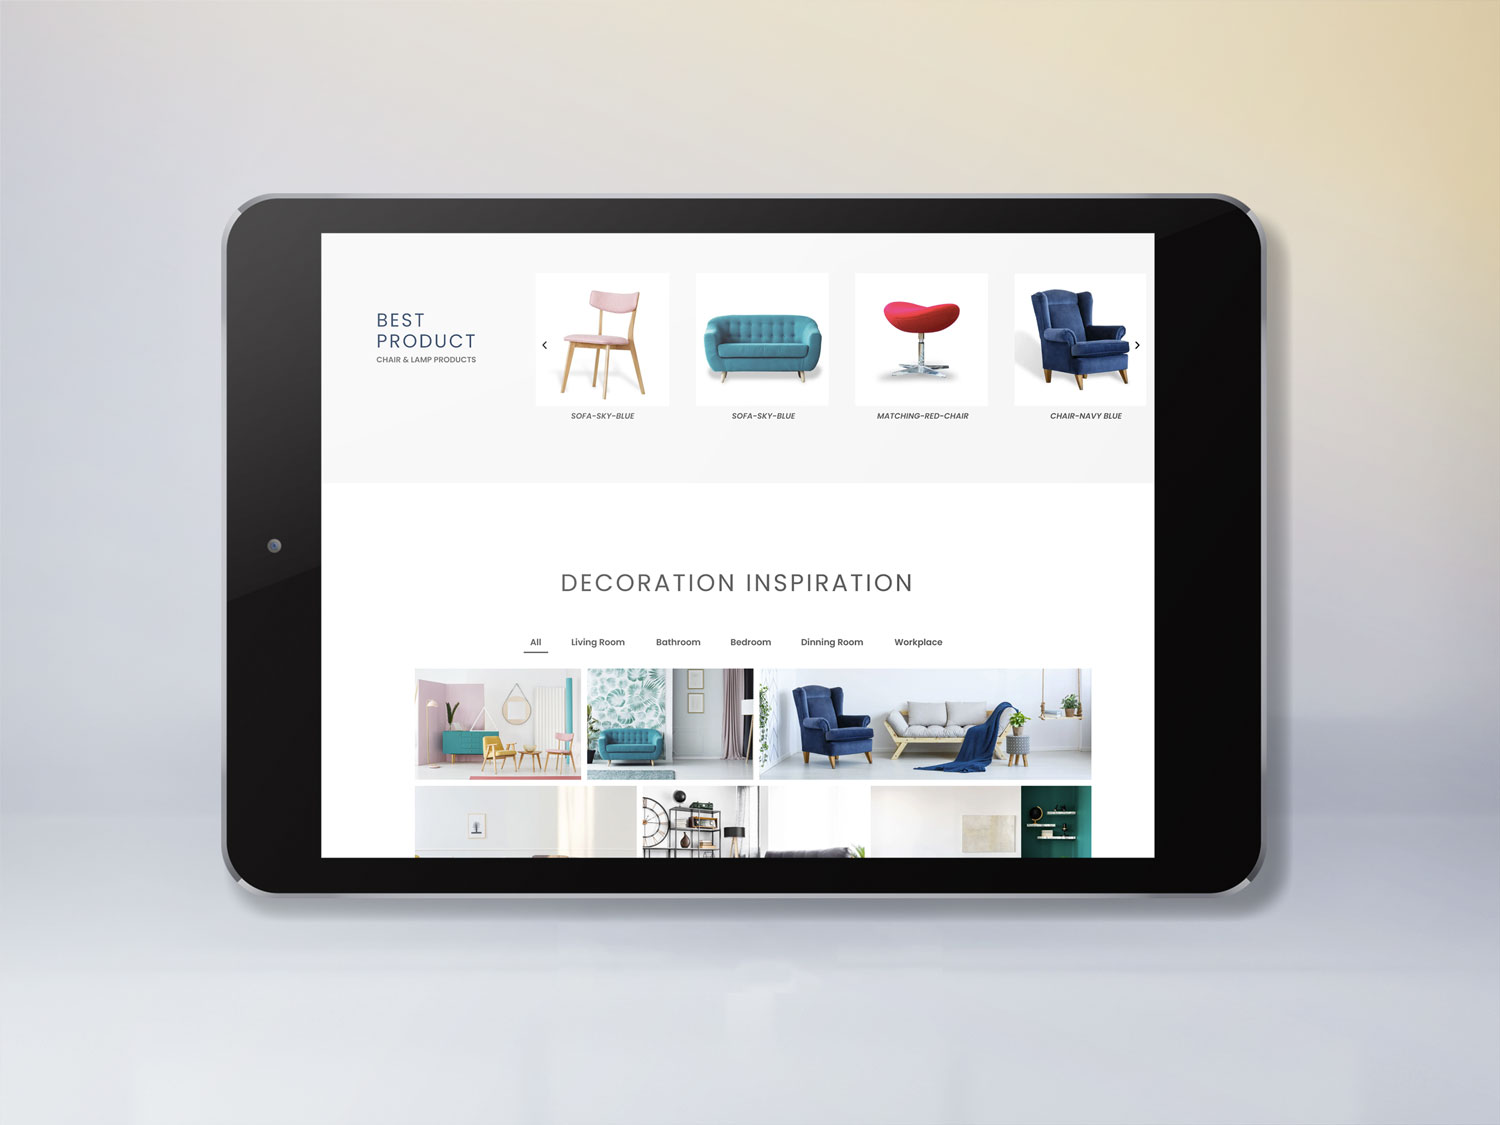 BEST
PRODUCT
CHAIR & LAMP PRODUCTS
SOFA-SKY-BLUE
SOFA-SKY-BLUE
MATCHING-RED-CHAIR
CHAIR-NAVY BLUE
DECORATION INSPIRATION
All
Living Room
Bathroom
Bedroom
Dinning Room
Workplace